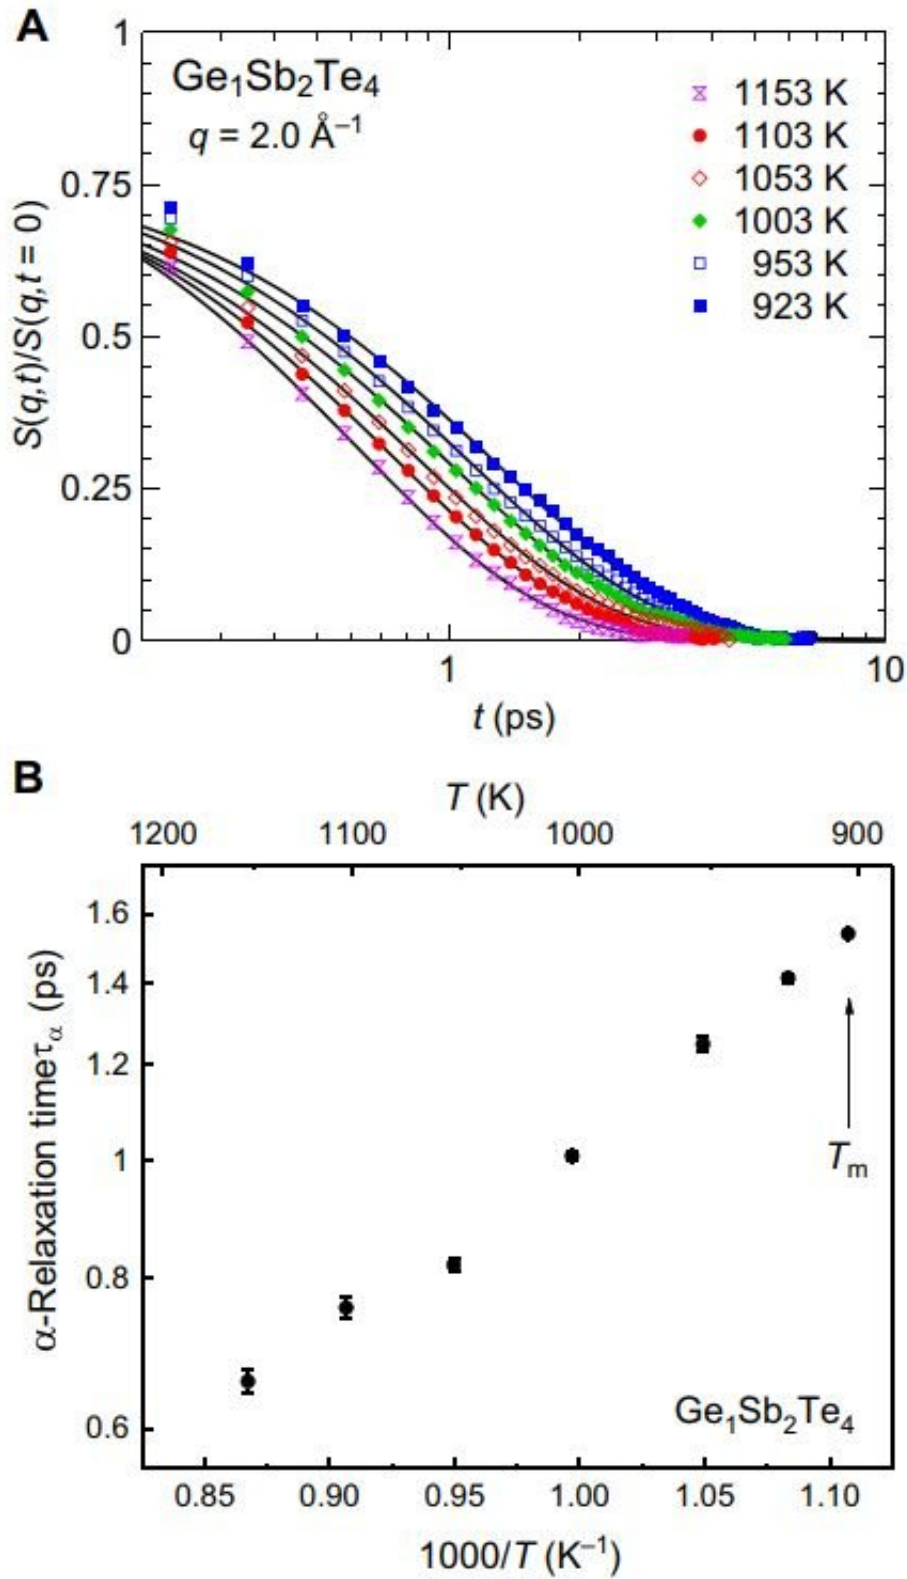 A
Ge₁Sb₂Te₄
q = 2.0 Å⁻¹
1153 K
1103 K
1053 K
1003 K
953 K
923 K
1
0.75
0.5
0.25
0
S(q,t)/S(q,t = 0)
1
10
t (ps)
B
T (K)
1200
1100
1000
900
1.6
1.4
1.2
1
0.8
0.6
α-Relaxation timeτα (ps)
Tm
Ge₁Sb₂Te₄
0.85
0.90
0.95
1.00
1.05
1.10
1000/T (K⁻¹)